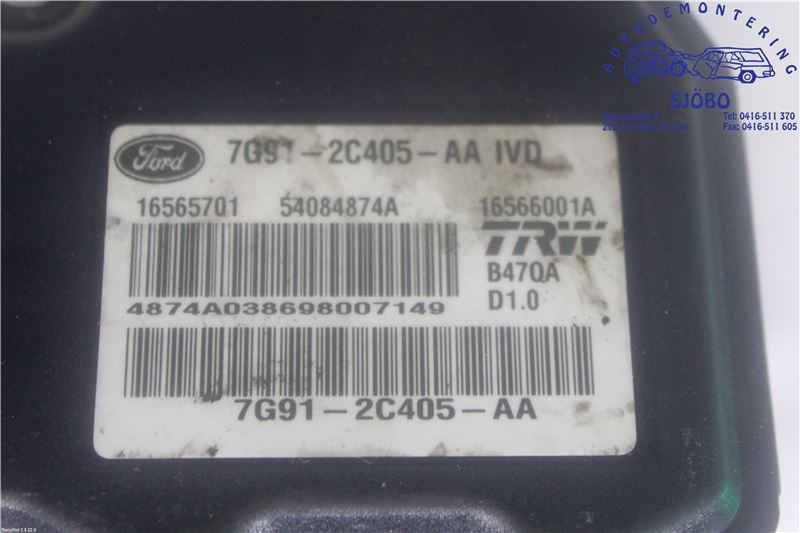 AUTODEMONTERING
SJÖBO
Tel: 0416-511 370
Fax: 0416-511 605
Ford
7G91-2C405-AA IVD
16565701 54084874A 16566001A
TRW
B47QA
4874A038698007149
D1.0
7G91-2C405-AA